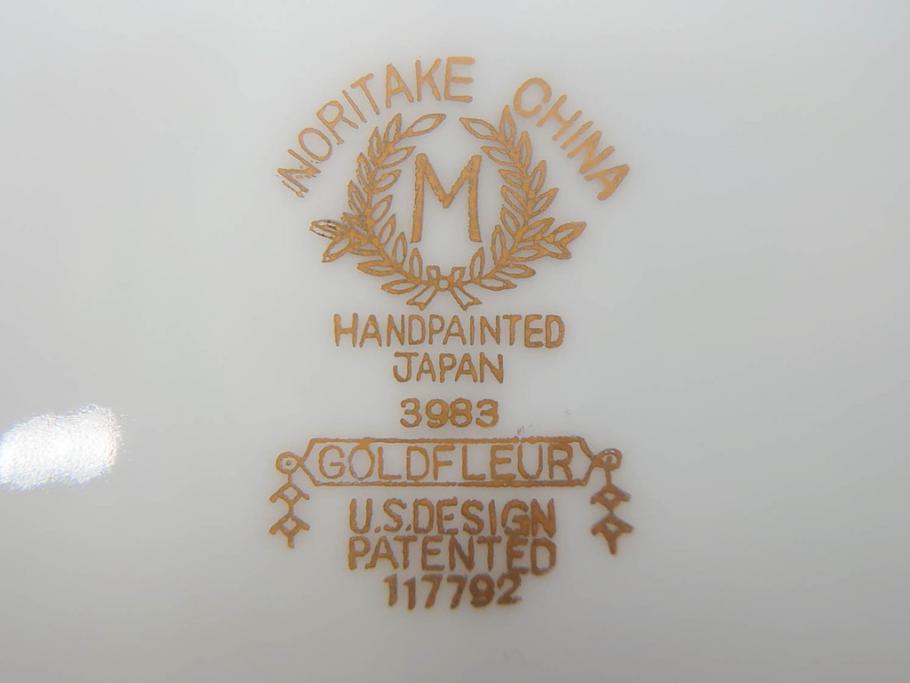 NORITAKE CHINA
M
HANDPAINTED
JAPAN
3983
GOLDFLEUR
U.S.DESIGN
PATENTED
117792